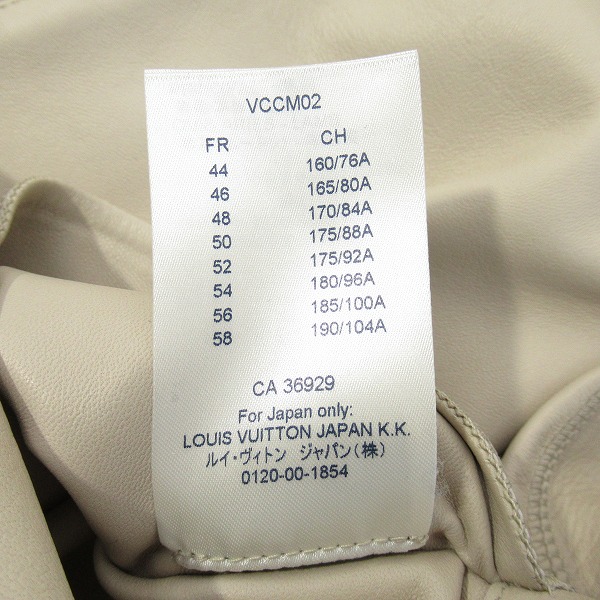 VCCM02
FR CH
44 160/76A
46 165/80A
48 170/84A
50 175/88A
52 175/92A
54 180/96A
56 185/100A
58 190/104A
CA 36929
For Japan only:
LOUIS VUITTON JAPAN K.K.
ルイ・ヴィトン ジャパン(株)
0120-00-1854